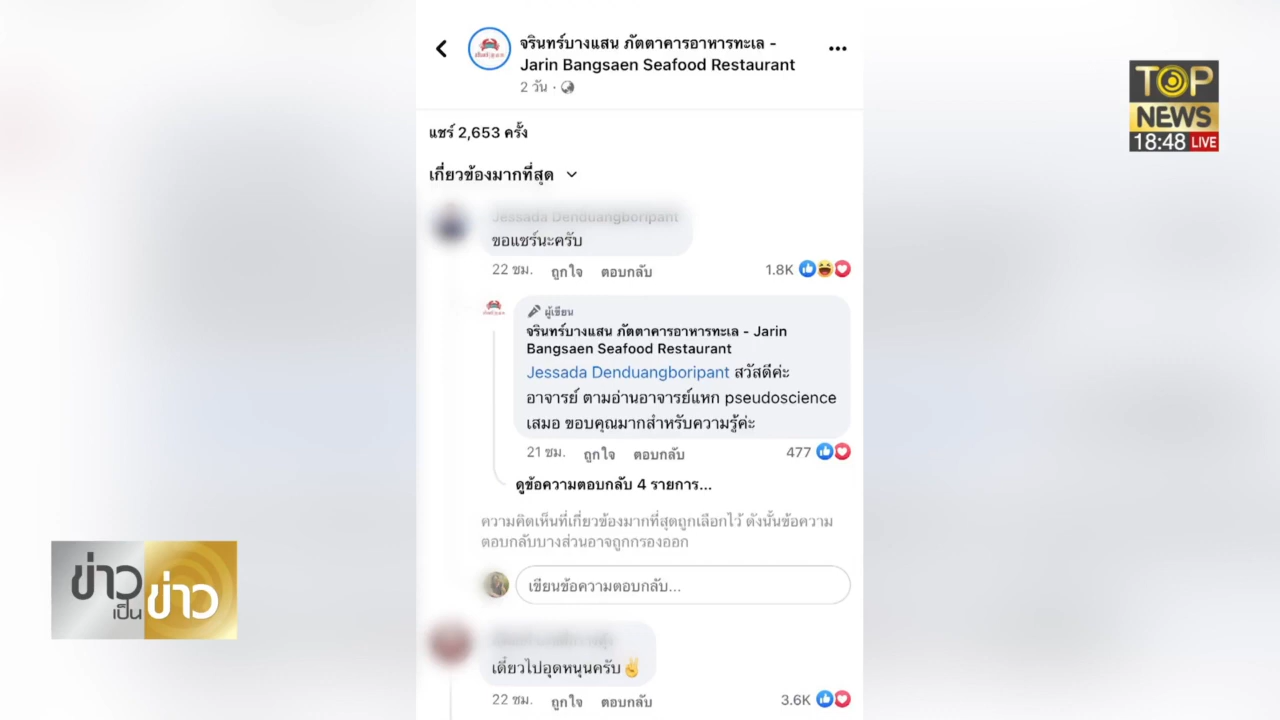 จรินทร์บางแสน ภัตตาคารอาหารทะเล -
Jarin Bangsaen Seafood Restaurant
2 วัน ·
TOP
NEWS
18:48 LIVE
แชร์ 2,653 ครั้ง
เกี่ยวข้องมากที่สุด
Jessada Denduangboripant
ขอแชร์นะครับ
22 ชม. ถูกใจ ตอบกลับ 1.8K
ผู้เขียน
จรินทร์บางแสน ภัตตาคารอาหารทะเล - Jarin
Bangsaen Seafood Restaurant
Jessada Denduangboripant สวัสดีค่ะ
อาจารย์ ตามอ่านอาจารย์แหก pseudoscience
เสมอ ขอบคุณมากสำหรับความรู้ค่ะ
21 ชม. ถูกใจ ตอบกลับ 477
ดูข้อความตอบกลับ 4 รายการ...
ความคิดเห็นที่เกี่ยวข้องมากที่สุดถูกเลือกไว้ ดังนั้นข้อความ
ตอบกลับบางส่วนอาจถูกกรองออก
เขียนข้อความตอบกลับ...
เดี๋ยวไปอุดหนุนครับ✌️
22 ชม. ถูกใจ ตอบกลับ 3.6K
ข่าว
เป็น
ข่าว